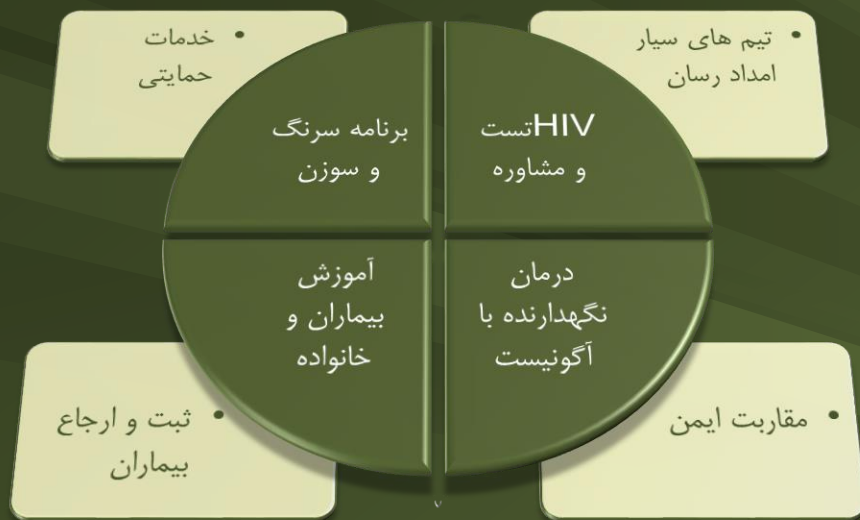 • تیم های سیار
امداد رسان
• خدمات
حمایتی
HIVتست
و مشاوره
برنامه سرنگ
و سوزن
درمان
نگهدارنده با
آگونیست
آموزش
بیماران و
خانواده
• مقاربت ایمن
• ثبت و ارجاع
بیماران
۷